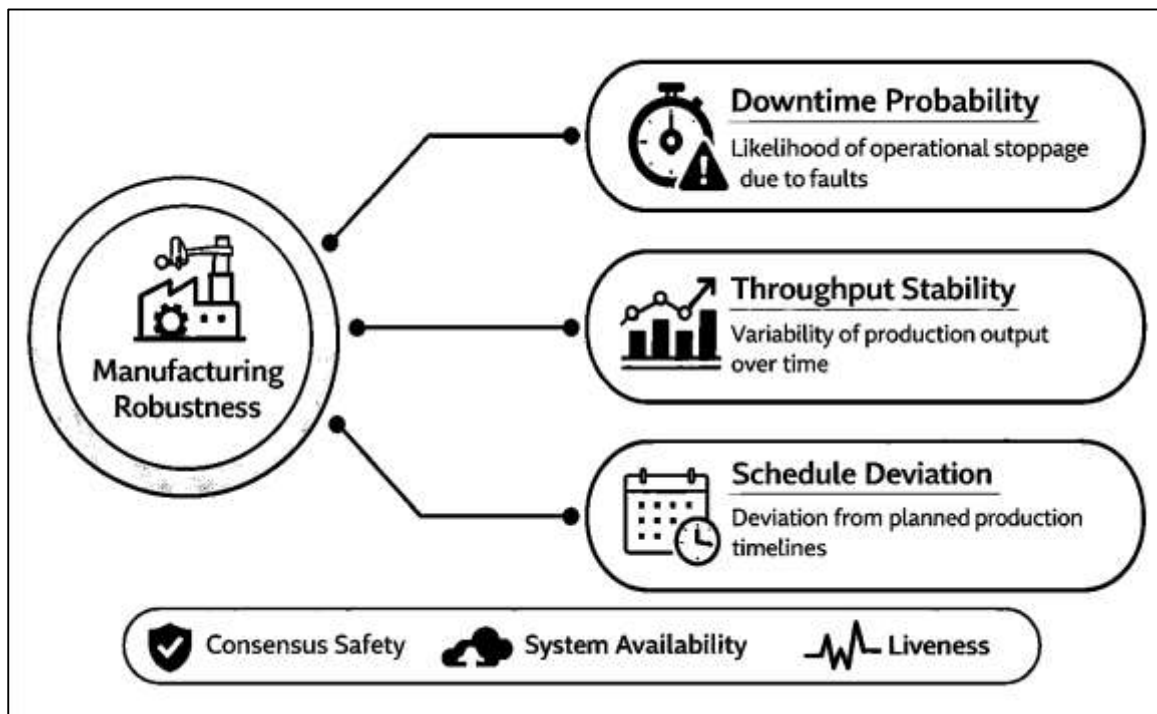 Downtime Probability
Likelihood of operational stoppage
due to faults
Throughput Stability
Variability of production output
over time
Manufacturing
Robustness
Schedule Deviation
Deviation from planned production
timelines
Consensus Safety
System Availability
Liveness